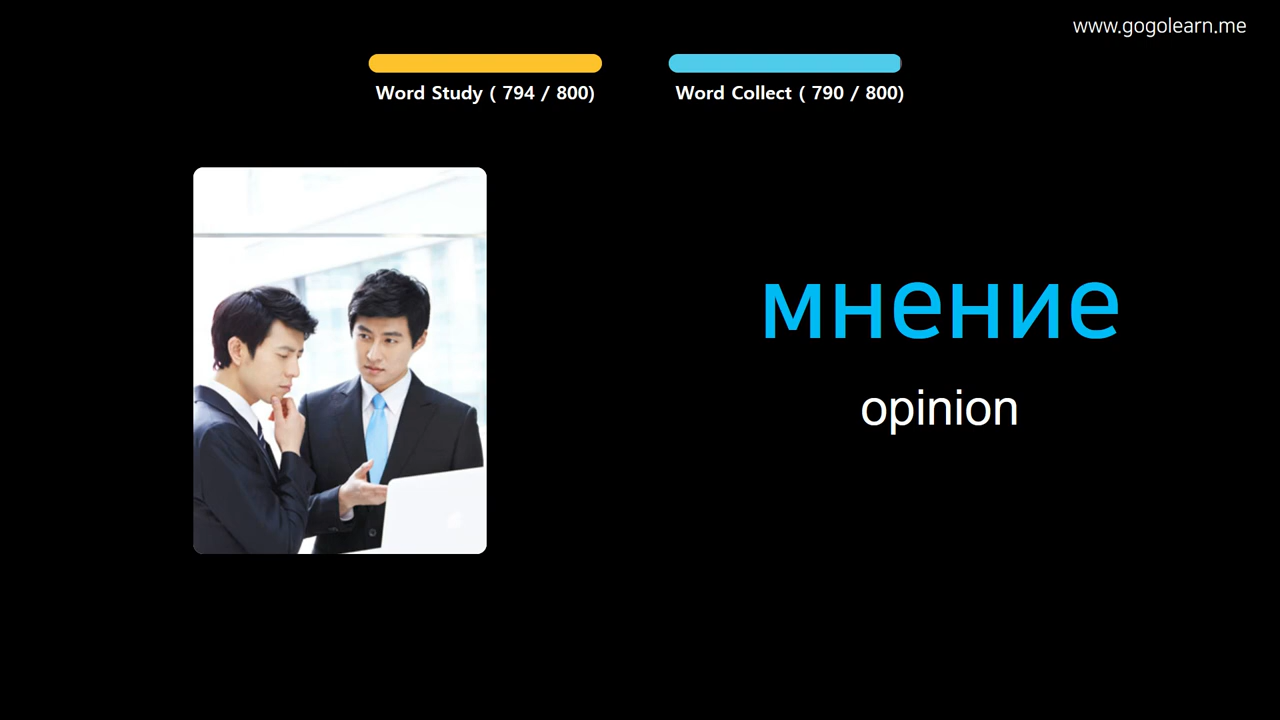 www.gogolearn.me
Word Study ( 794 / 800)
Word Collect ( 790 / 800)
мнение
opinion